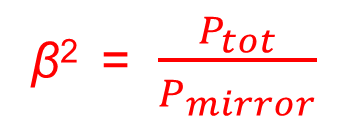 β² = P_tot / P_mirror